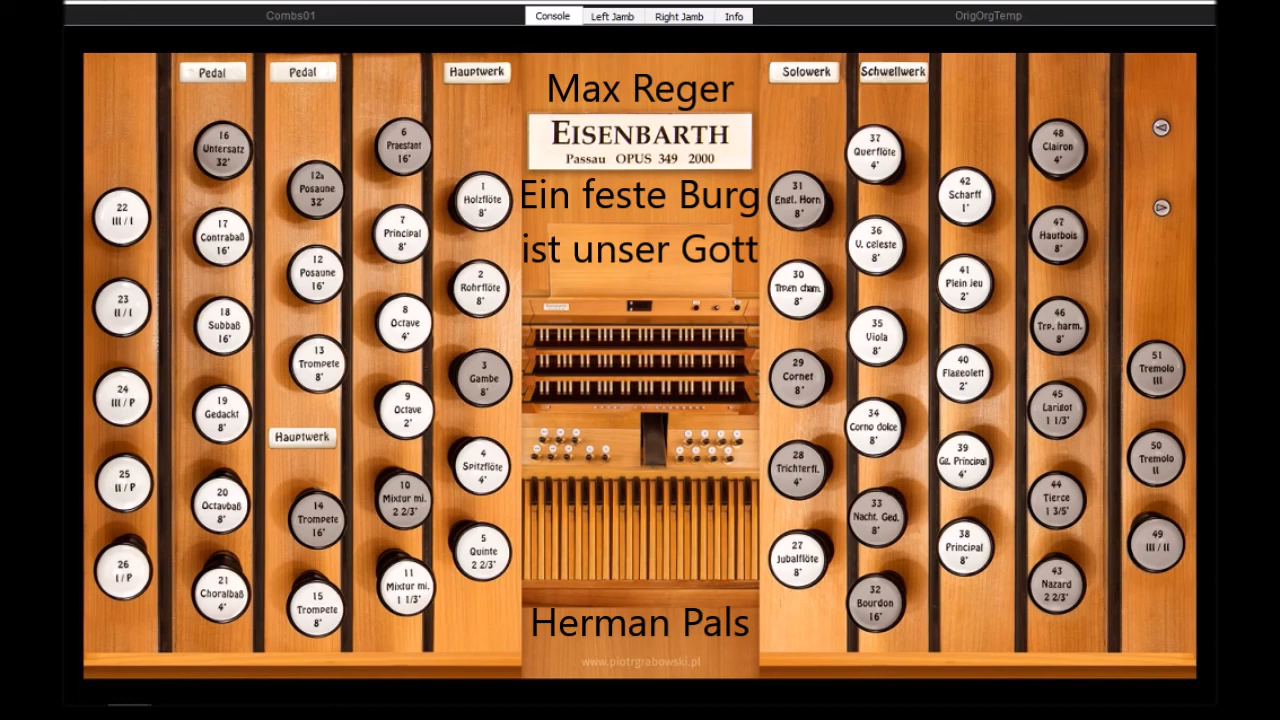 Combs01
Console
Left Jamb
Right Jamb
Info
OrigOrgTemp
Pedal
Pedal
Hauptwerk
Solowerk
Schwellwerk
Max Reger
EISENBARTH
Passau OPUS 349 2000
Ein feste Burg
ist unser Gott
Herman Pals
www.piotrgrabowski.pl
22
III / I
23
II / I
24
III / P
25
II / P
26
I / P
16
Untersatz
32'
17
Contrabaß
16'
18
Subbaß
16'
19
Gedackt
8'
20
Octavbaß
8'
21
Choralbaß
4'
12a
Posaune
32'
12
Posaune
16'
13
Trompete
8'
Hauptwerk
14
Trompete
16'
15
Trompete
8'
6
Praestant
16'
7
Principal
8'
8
Octave
4'
9
Octave
2'
10
Mixtur mi.
2 2/3'
11
Mixtur mi.
1 1/3'
1
Holzflöte
8'
2
Rohrflöte
8'
3
Gambe
8'
4
Spitzflöte
4'
5
Quinte
2 2/3'
31
Engl. Horn
8'
30
Trpen cham.
8'
29
Cornet
8'
28
Trichterfl.
4'
27
Jubalflöte
8'
37
Querflöte
4'
36
V. celeste
8'
35
Viola
8'
34
Corno dolce
8'
33
Nacht. Ged.
8'
32
Bourdon
16'
42
Scharff
1'
41
Plein jeu
2'
40
Flageolett
2'
39
Gg. Principal
4'
38
Principal
8'
48
Clairon
4'
47
Hautbois
8'
46
Trp. harm.
8'
45
Larigot
1 1/3'
44
Tierce
1 3/5'
43
Nazard
2 2/3'
51
Tremolo
III
50
Tremolo
II
49
III / II